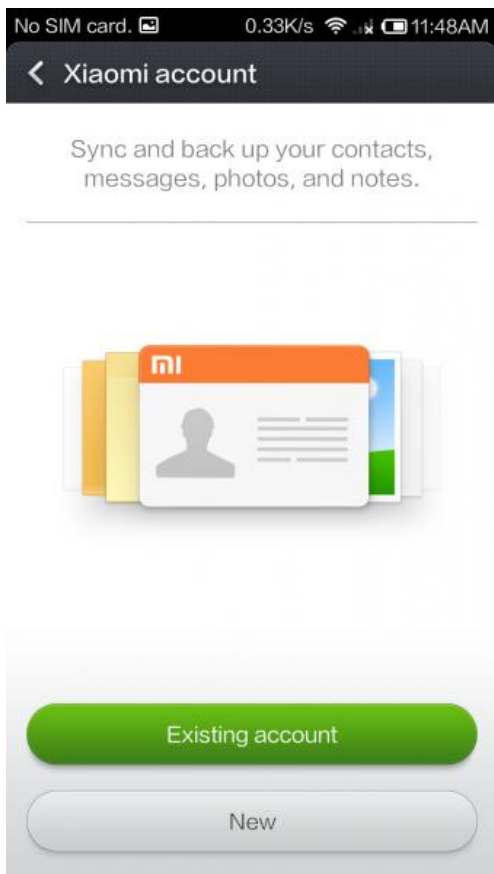 No SIM card. 0.33K/s 11:48AM
Xiaomi account
Sync and back up your contacts,
messages, photos, and notes.
MI
Existing account
New